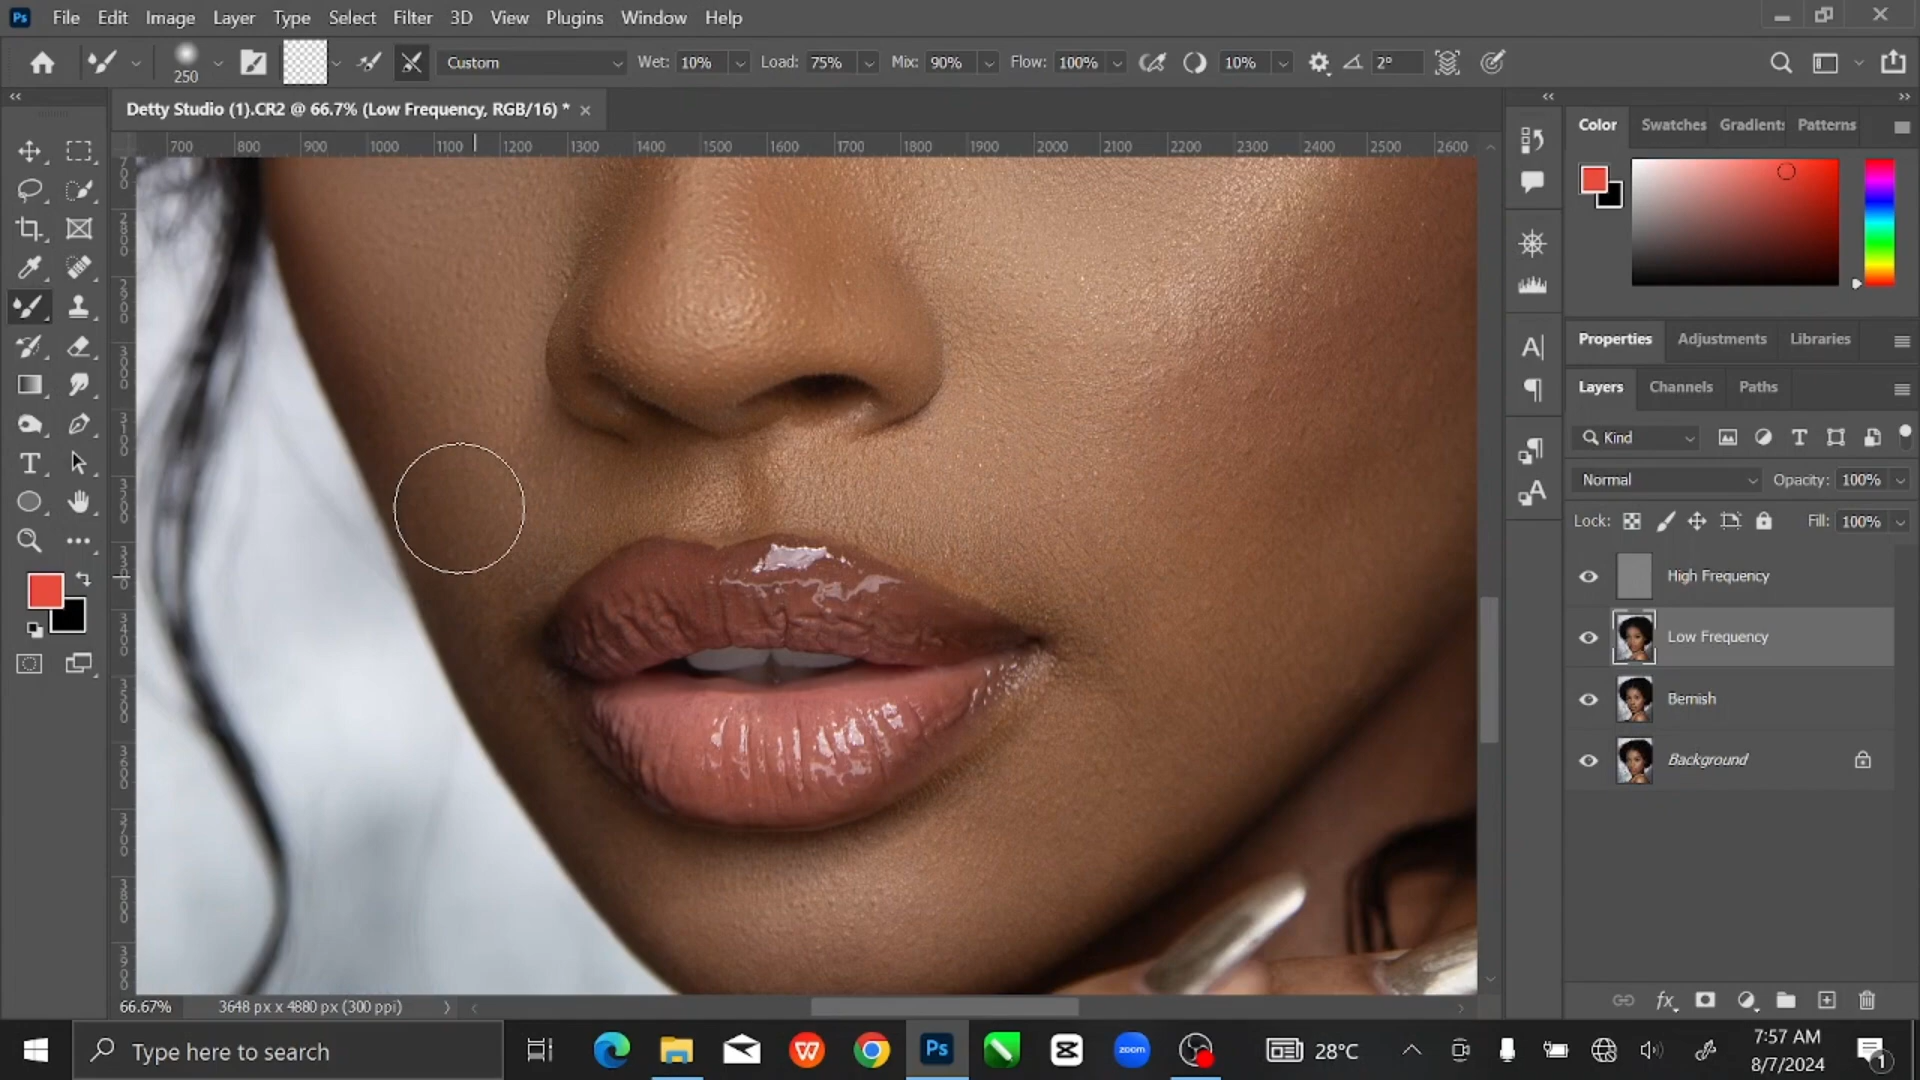 Ps File Edit Image Layer Type Select Filter 3D View Plugins Window Help
250 Custom Wet: 10% Load: 75% Mix: 90% Flow: 100% 10% 2°
Detty Studio (1).CR2 @ 66.7% (Low Frequency, RGB/16) *
700 800 900 1000 1100 1200 1300 1400 1500 1600 1700 1800 1900 2000 2100 2200 2300 2400 2500 2600
Color Swatches Gradients Patterns
Properties Adjustments Libraries
Layers Channels Paths
Kind
Normal Opacity: 100%
Lock: Fill: 100%
High Frequency
Low Frequency
Bemish
Background
66.67% 3648 px x 4880 px (300 ppi)
Type here to search
Ps
zoom
28°C
7:57 AM
8/7/2024
1